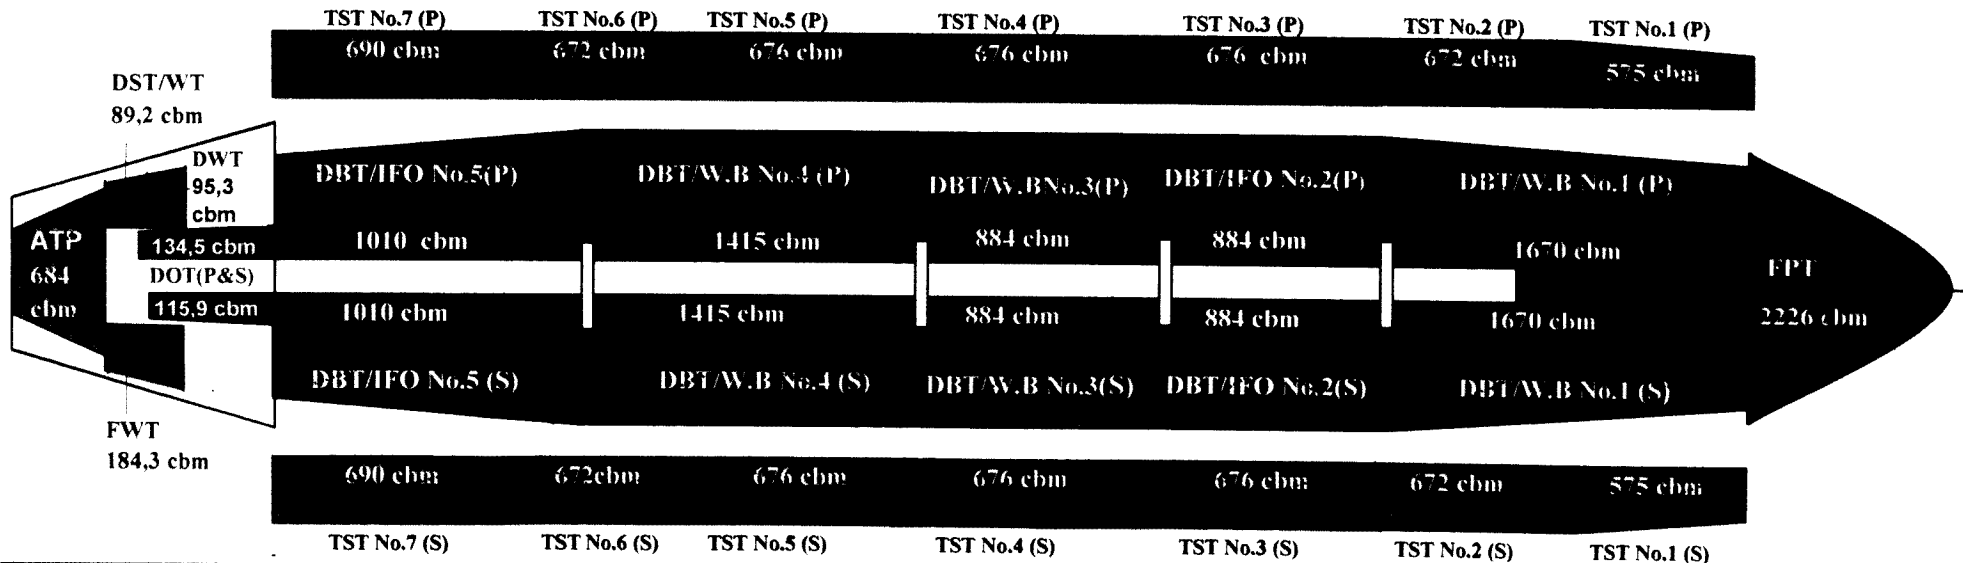 TST No.7 (P) TST No.6 (P) TST No.5 (P) TST No.4 (P) TST No.3 (P) TST No.2 (P) TST No.1 (P)
690 cbm 672 cbm 676 cbm 676 cbm 676 cbm 672 cbm 575 cbm
DST/WT
89,2 cbm
DWT
95,3
cbm
DBT/IFO No.5(P) DBT/W.B No.4 (P) DBT/W.BNo.3(P) DBT/IFO No.2(P) DBT/W.B No.1 (P)
ATP
684
cbm
134,5 cbm 1010 cbm 1415 cbm 884 cbm 884 cbm 1670 cbm
DOT(P&S)
FPT
2226 cbm
115,9 cbm 1010 cbm 1415 cbm 884 cbm 884 cbm 1670 cbm
DBT/IFO No.5 (S) DBT/W.B No.4 (S) DBT/W.B No.3(S) DBT/IFO No.2(S) DBT/W.B No.1 (S)
FWT
184,3 cbm
690 cbm 672cbm 676 cbm 676 cbm 676 cbm 672 cbm 575 cbm
TST No.7 (S) TST No.6 (S) TST No.5 (S) TST No.4 (S) TST No.3 (S) TST No.2 (S) TST No.1 (S)